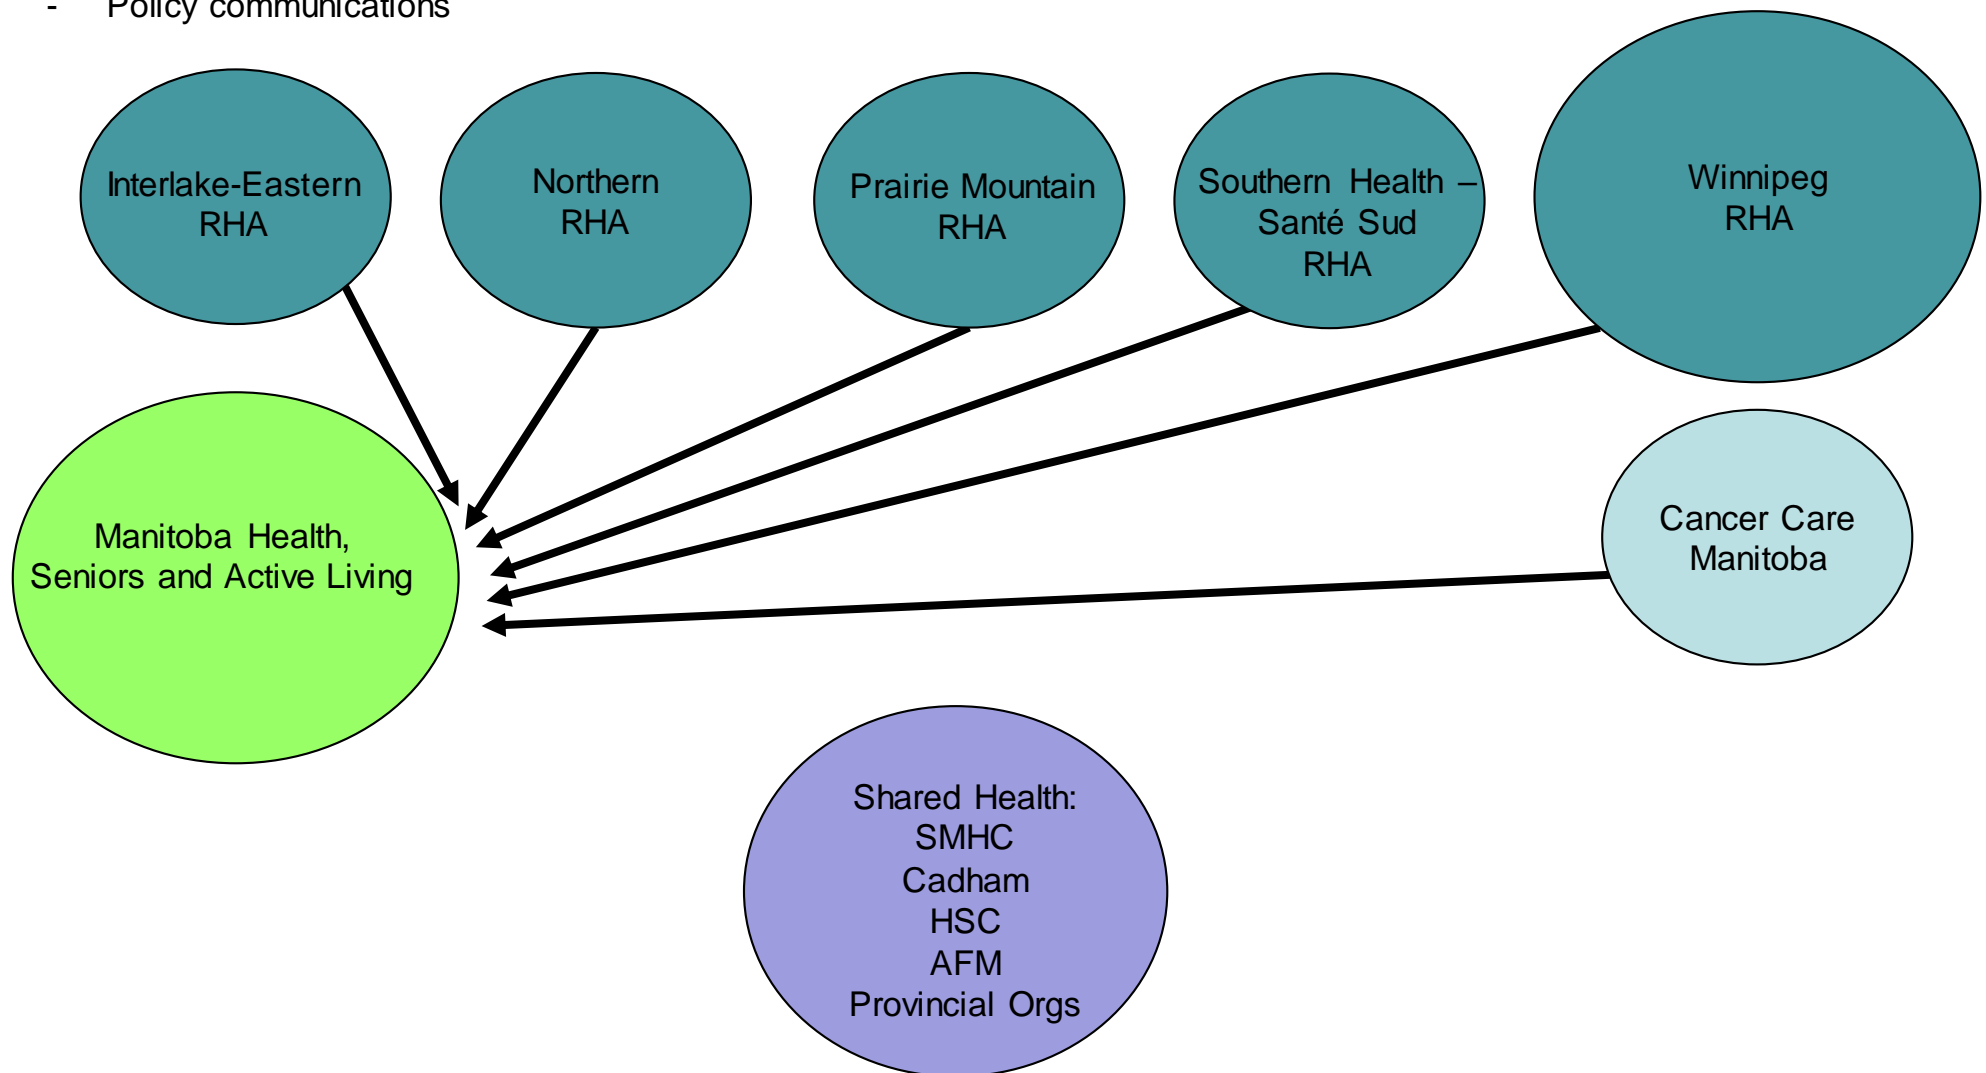 - Policy communications
Interlake-Eastern
RHA
Northern
RHA
Prairie Mountain
RHA
Southern Health –
Santé Sud
RHA
Winnipeg
RHA
Manitoba Health,
Seniors and Active Living
Cancer Care
Manitoba
Shared Health:
SMHC
Cadham
HSC
AFM
Provincial Orgs